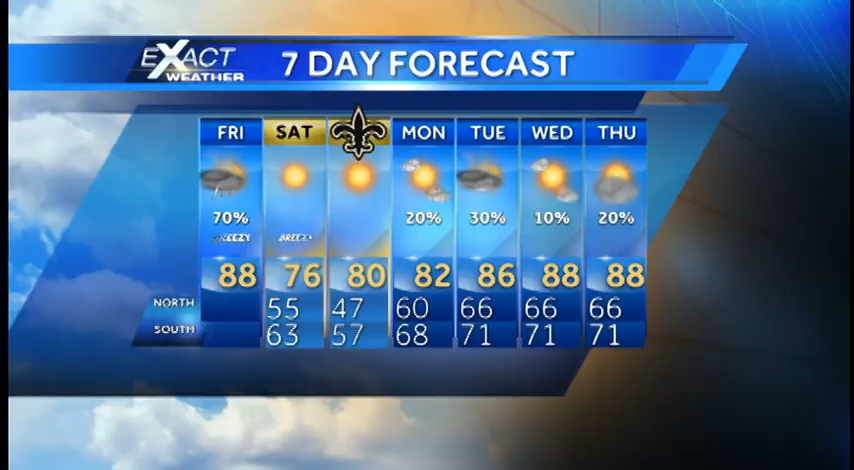 EXACT
WEATHER
7 DAY FORECAST
FRI SAT MON TUE WED THU
70% 20% 30% 10% 20%
BREEZY BREEZY
88 76 80 82 86 88 88
NORTH 55 47 60 66 66 66
SOUTH 63 57 68 71 71 71